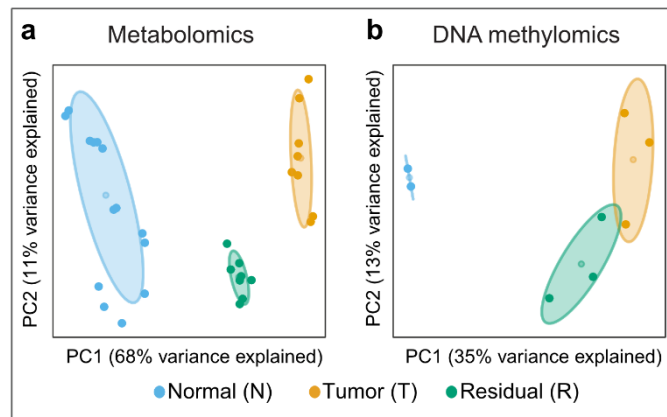 a Metabolomics
PC2 (11% variance explained)
PC1 (68% variance explained)
b DNA methylomics
PC2 (13% variance explained)
PC1 (35% variance explained)
Normal (N) Tumor (T) Residual (R)